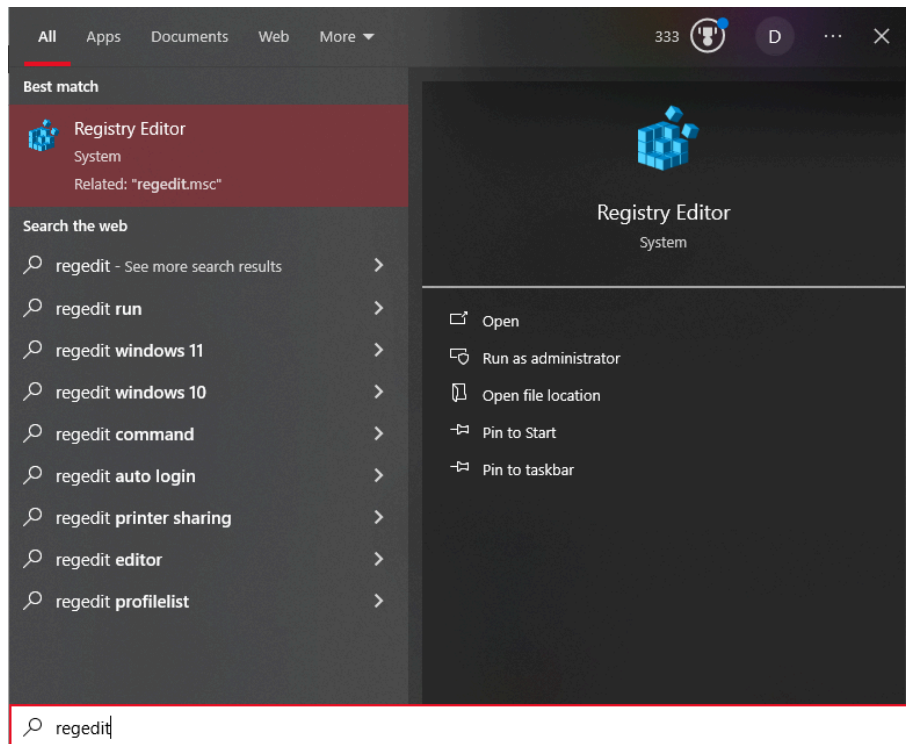 All Apps Documents Web More 333 D ...
Best match
Registry Editor
System
Related: "regedit.msc"
Search the web
regedit - See more search results
regedit run
regedit windows 11
regedit windows 10
regedit command
regedit auto login
regedit printer sharing
regedit editor
regedit profilelist
Registry Editor
System
Open
Run as administrator
Open file location
Pin to Start
Pin to taskbar
regedit